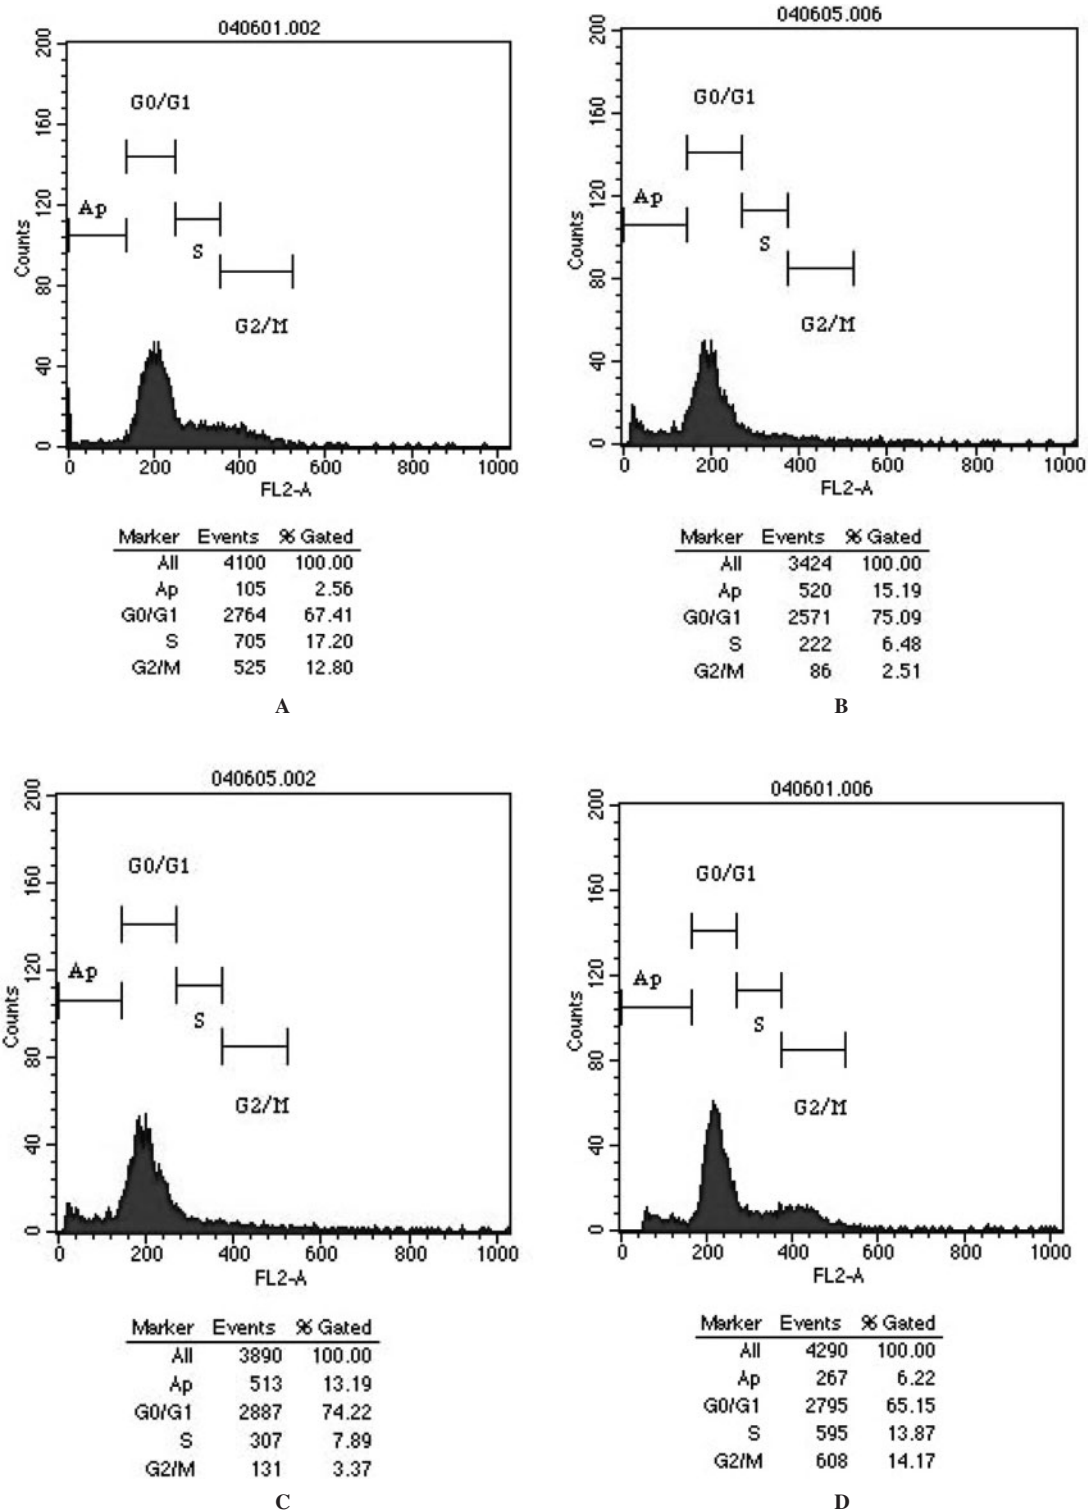 040601.002
200
160
120
80
40
0
Counts
G0/G1
Ap
S
G2/M
0 200 400 600 800 1000
FL2-A
Marker Events % Gated
All 4100 100.00
Ap 105 2.56
G0/G1 2764 67.41
S 705 17.20
G2/M 525 12.80
A
040605.006
200
160
120
80
40
0
Counts
G0/G1
Ap
S
G2/M
0 200 400 600 800 1000
FL2-A
Marker Events % Gated
All 3424 100.00
Ap 520 15.19
G0/G1 2571 75.09
S 222 6.48
G2/M 86 2.51
B
040605.002
200
160
120
80
40
0
Counts
G0/G1
Ap
S
G2/M
0 200 400 600 800 1000
FL2-A
Marker Events % Gated
All 3890 100.00
Ap 513 13.19
G0/G1 2887 74.22
S 307 7.89
G2/M 131 3.37
C
040601.006
200
160
120
80
40
0
Counts
G0/G1
Ap
S
G2/M
0 200 400 600 800 1000
FL2-A
Marker Events % Gated
All 4290 100.00
Ap 267 6.22
G0/G1 2795 65.15
S 595 13.87
G2/M 608 14.17
D